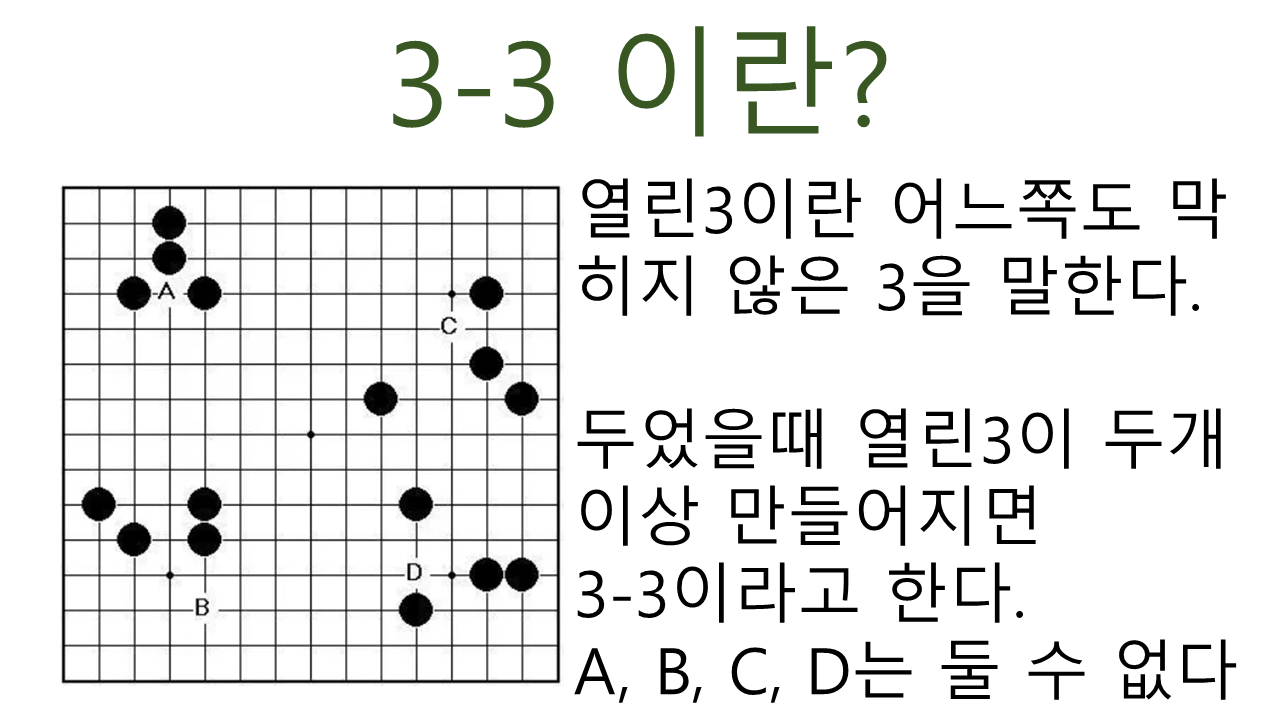 3-3 이란?
열린3이란 어느쪽도 막
히지 않은 3을 말한다.
두었을때 열린3이 두개
이상 만들어지면
3-3이라고 한다.
A, B, C, D는 둘 수 없다
A
C
D
B